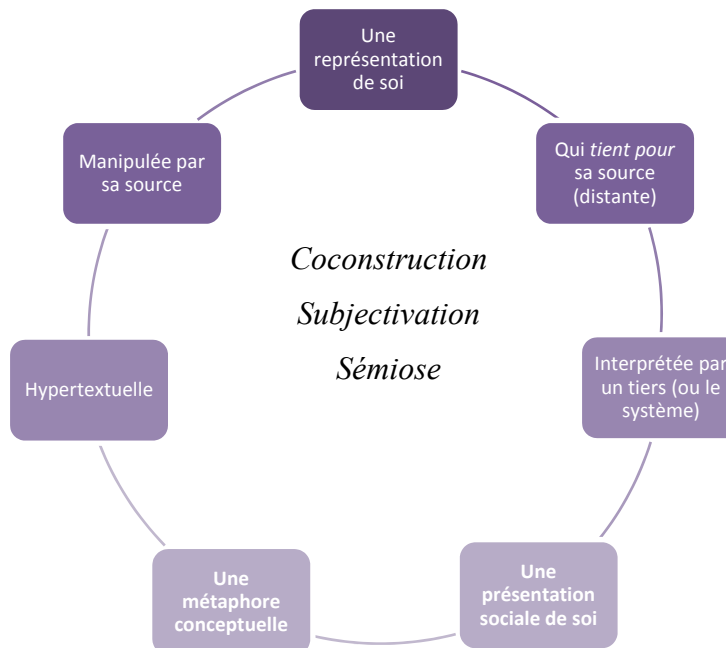 Une
représentation
de soi
Qui tient pour
sa source
(distante)
Interprétée par
un tiers (ou le
système)
Une
présentation
sociale de soi
Une
métaphore
conceptuelle
Hypertextuelle
Manipulée par
sa source
Coconstruction
Subjectivation
Sémiose